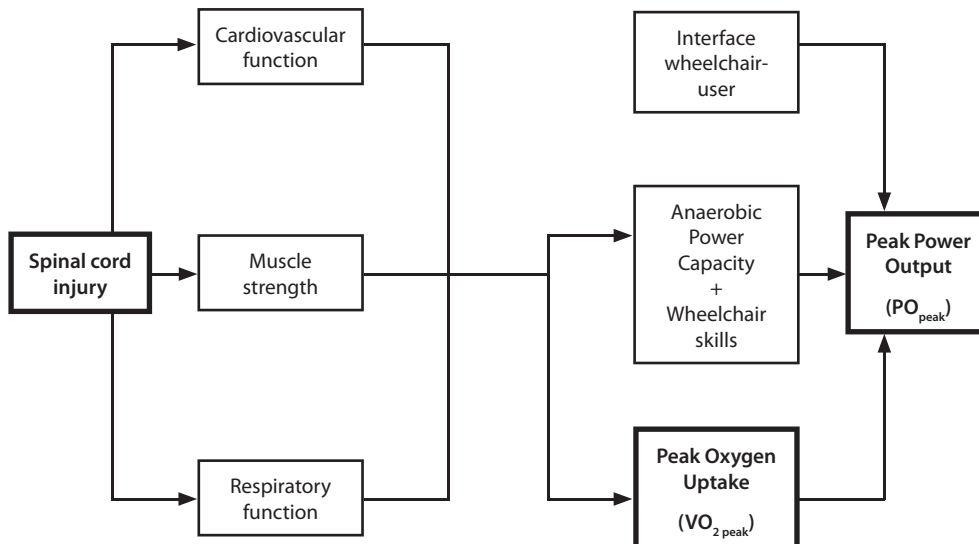 Cardiovascular
function
Interface
wheelchair-
user
Spinal cord
injury
Muscle
strength
Anaerobic
Power
Capacity
+
Wheelchair
skills
Peak Power
Output
(POpeak)
Respiratory
function
Peak Oxygen
Uptake
(VO2 peak)